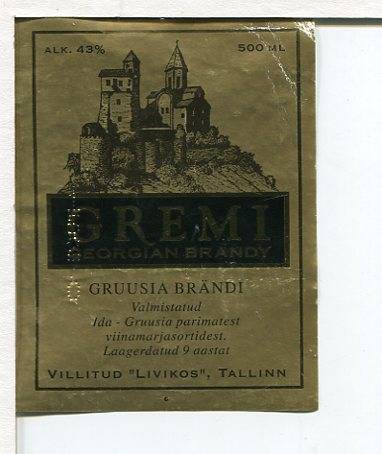 ALK. 43% 500 ML
GREMI
GEORGIAN BRANDY
GRUUSIA BRÄNDI
Valmistatud
Ida - Gruusia parimatest
viinamarjasortidest.
Laagerdatud 9 aastat
VILLITUD "LIVIKOS", TALLINN